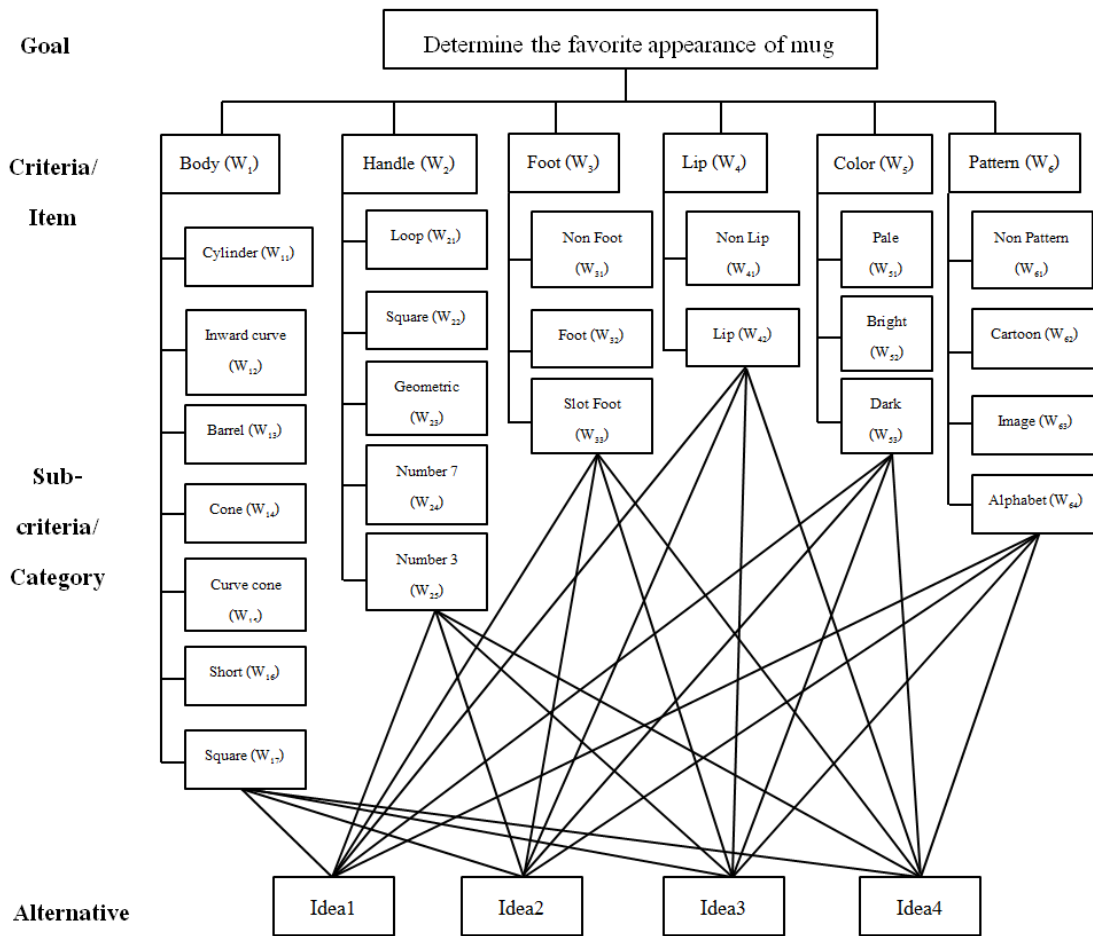 Goal
Determine the favorite appearance of mug
Criteria/
Item
Body (W₁)
Handle (W₂)
Foot (W₃)
Lip (W₄)
Color (W₅)
Pattern (W₆)
Sub-
criteria/
Category
Cylinder (W₁₁)
Inward curve
(W₁₂)
Barrel (W₁₃)
Cone (W₁₄)
Curve cone
(W₁₅)
Short (W₁₆)
Square (W₁₇)
Loop (W₂₁)
Square (W₂₂)
Geometric
(W₂₃)
Number 7
(W₂₄)
Number 3
(W₂₅)
Non Foot
(W₃₁)
Foot (W₃₂)
Slot Foot
(W₃₃)
Non Lip
(W₄₁)
Lip (W₄₂)
Pale
(W₅₁)
Bright
(W₅₂)
Dark
(W₅₃)
Non Pattern
(W₆₁)
Cartoon (W₆₂)
Image (W₆₃)
Alphabet (W₆₄)
Alternative
Idea1
Idea2
Idea3
Idea4